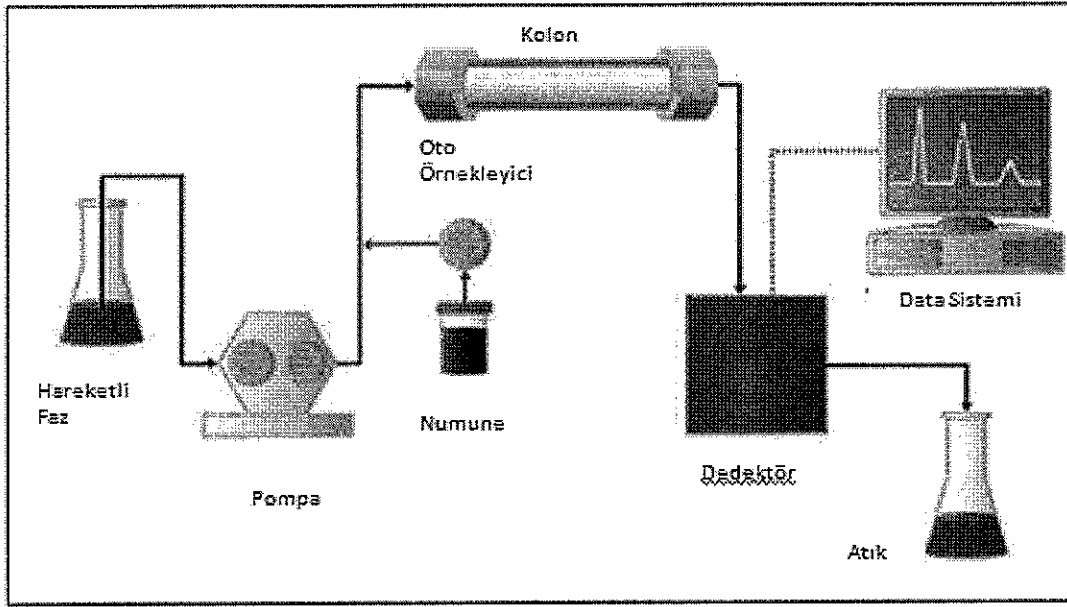 Kolon
Oto
Örnekleyici
Data Sistemi
Hareketli
Faz
Numune
Dedektör
Pompa
Atık